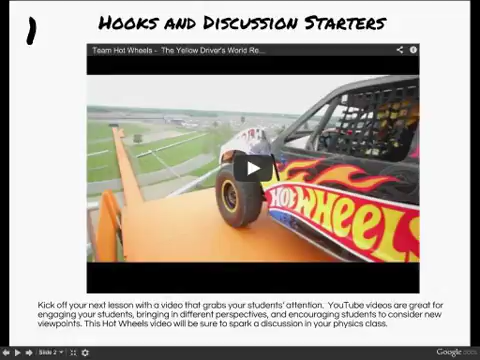 1
Hooks and Discussion Starters
Team Hot Wheels - The Yellow Driver's World Re...
HOT WHEELS
Kick off your next lesson with a video that grabs your students' attention. YouTube videos are great for
engaging your students, bringing in different perspectives, and encouraging students to consider new
viewpoints. This Hot Wheels video will be sure to spark a discussion in your physics class.
Slide 2
Google docs